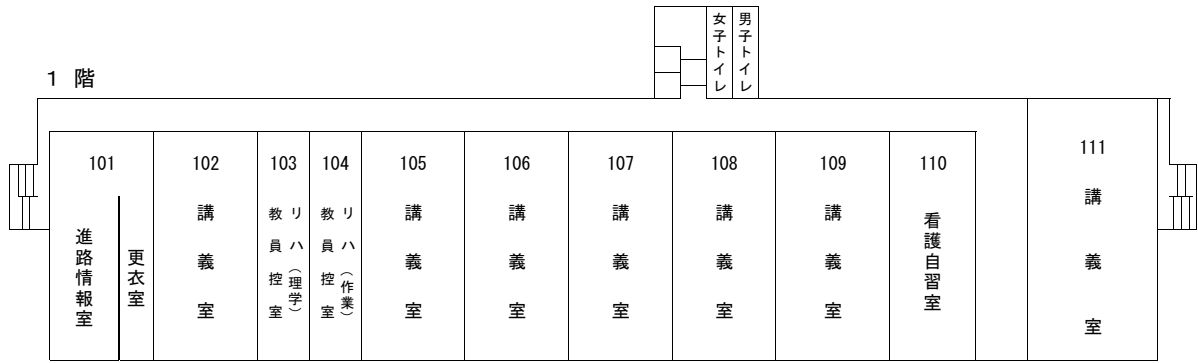 女子トイレ
男子トイレ
1 階
101
進路情報室
更衣室
102
講義室
103
リハ（理学）
教員控室
104
リハ（作業）
教員控室
105
講義室
106
講義室
107
講義室
108
講義室
109
講義室
110
看護自習室
111
講義室